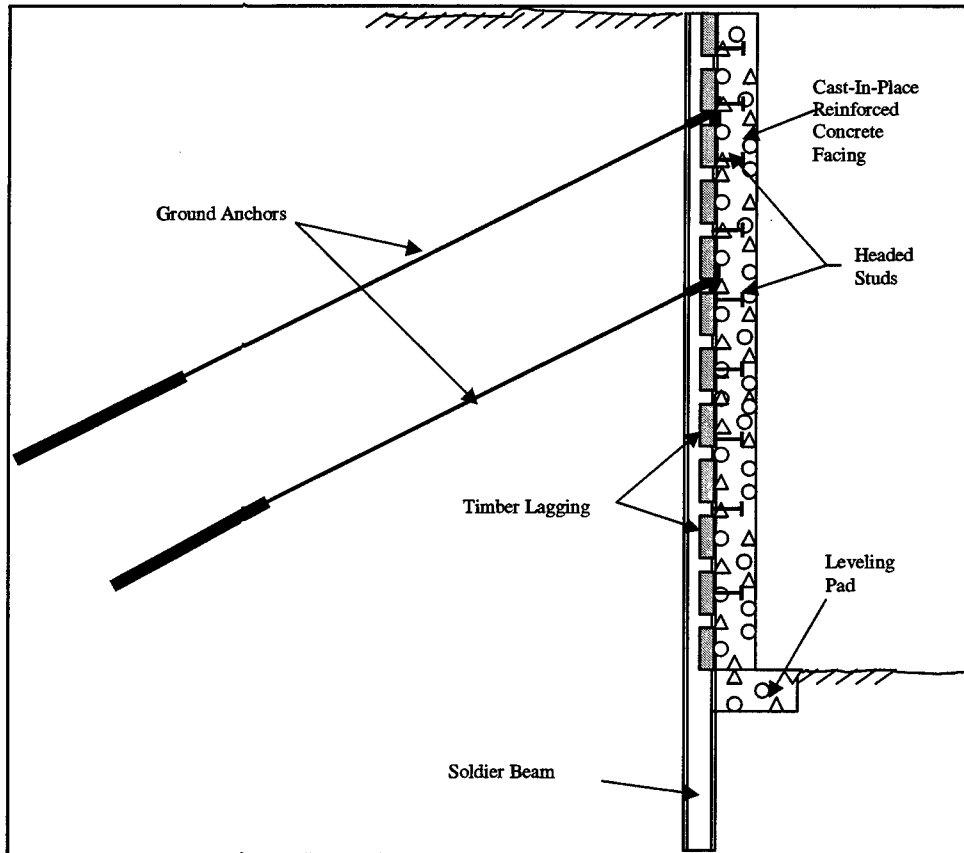 Cast-In-Place
Reinforced
Concrete
Facing
Ground Anchors
Headed
Studs
Timber Lagging
Leveling
Pad
Soldier Beam